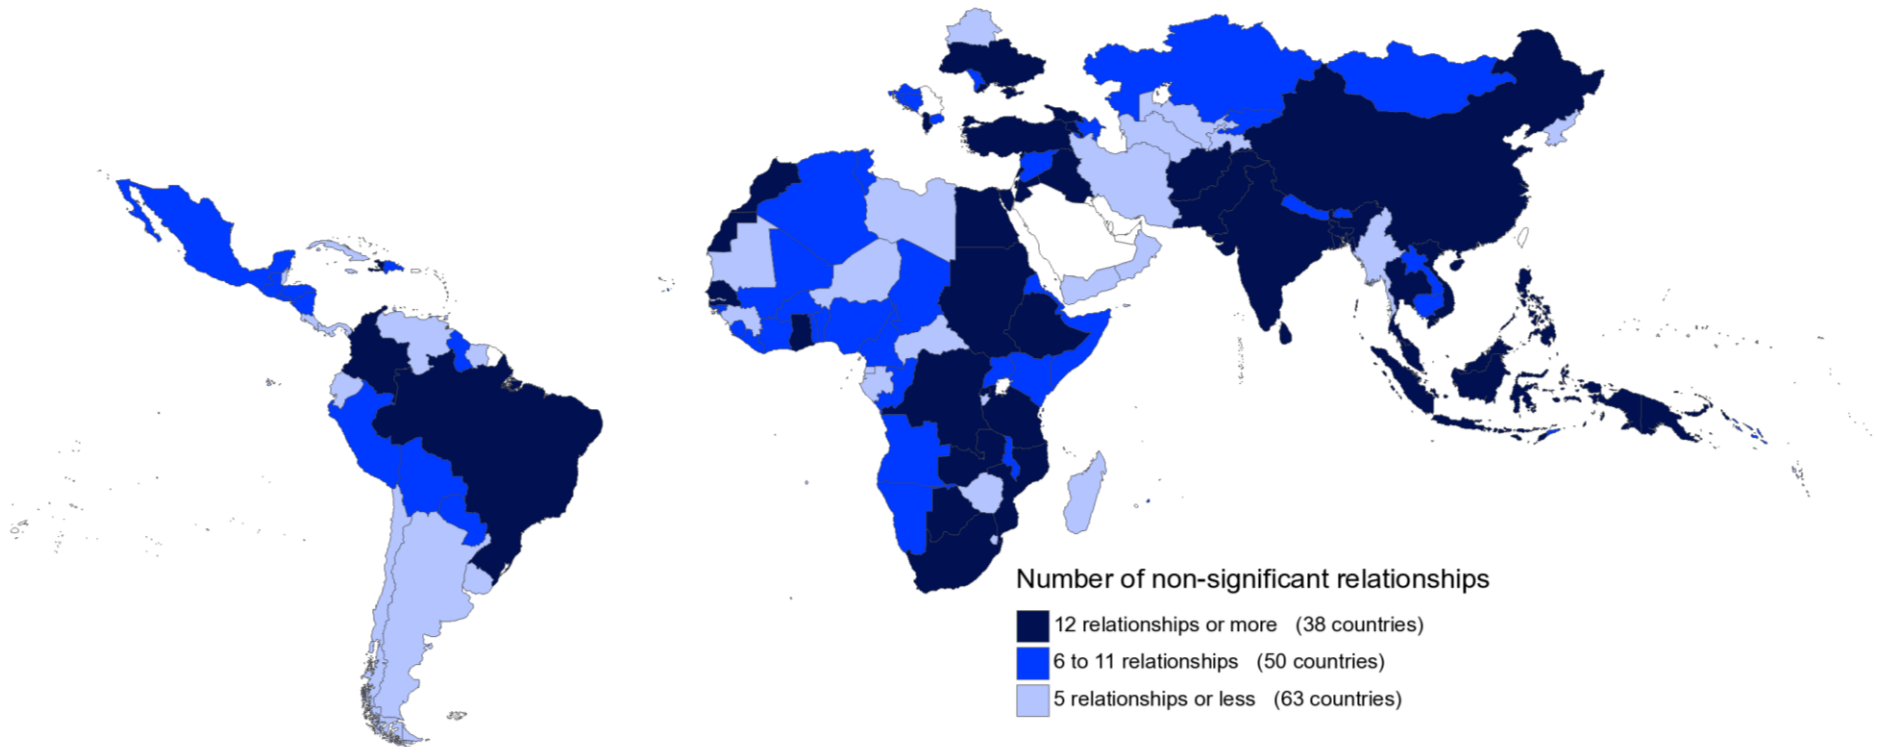 Number of non-significant relationships
12 relationships or more (38 countries)
6 to 11 relationships (50 countries)
5 relationships or less (63 countries)